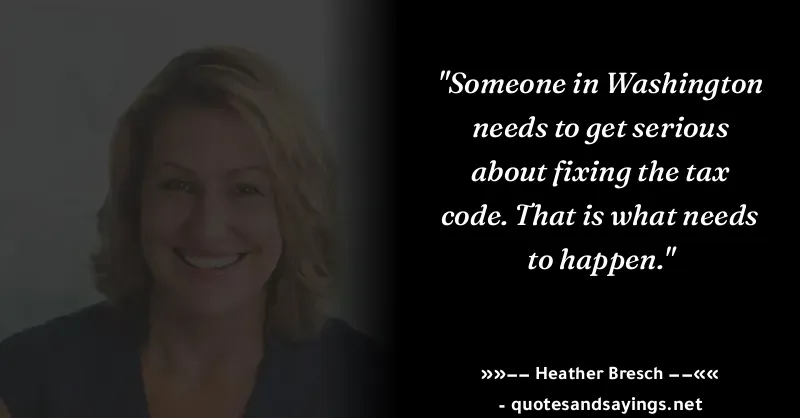 "Someone in Washington
needs to get serious
about fixing the tax
code. That is what needs
to happen."
»»−− Heather Bresch −−««
- quotesandsayings.net